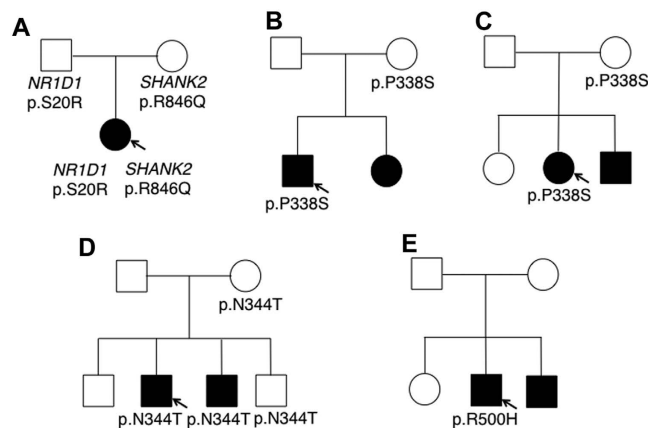 A
NR1D1 SHANK2
p.S20R p.R846Q
NR1D1 SHANK2
p.S20R p.R846Q
B
p.P338S
p.P338S
C
p.P338S
p.P338S
D
p.N344T
p.N344T p.N344T p.N344T
E
p.R500H